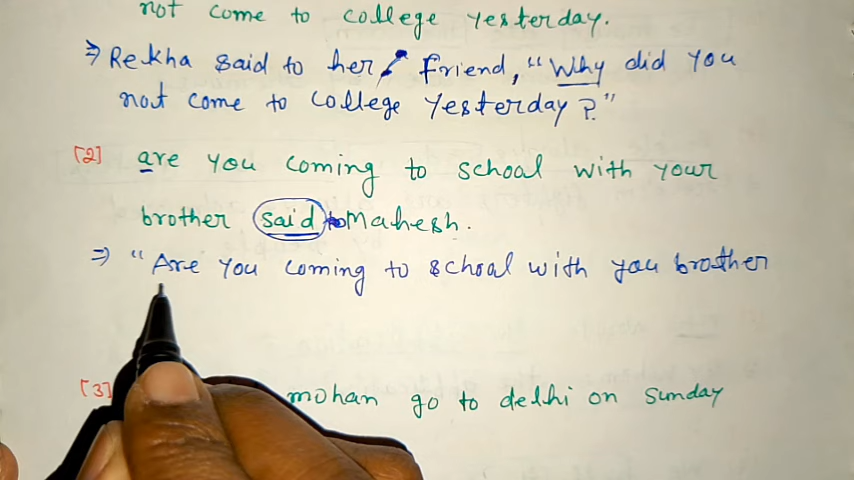 not come to college yesterday.
⇒ Rekha said to her friend, "Why did you
not come to college yesterday?"
[2] are you coming to school with your
brother said to Mahesh.
⇒ "Are you coming to school with you brother
[3] mohan go to delhi on sunday